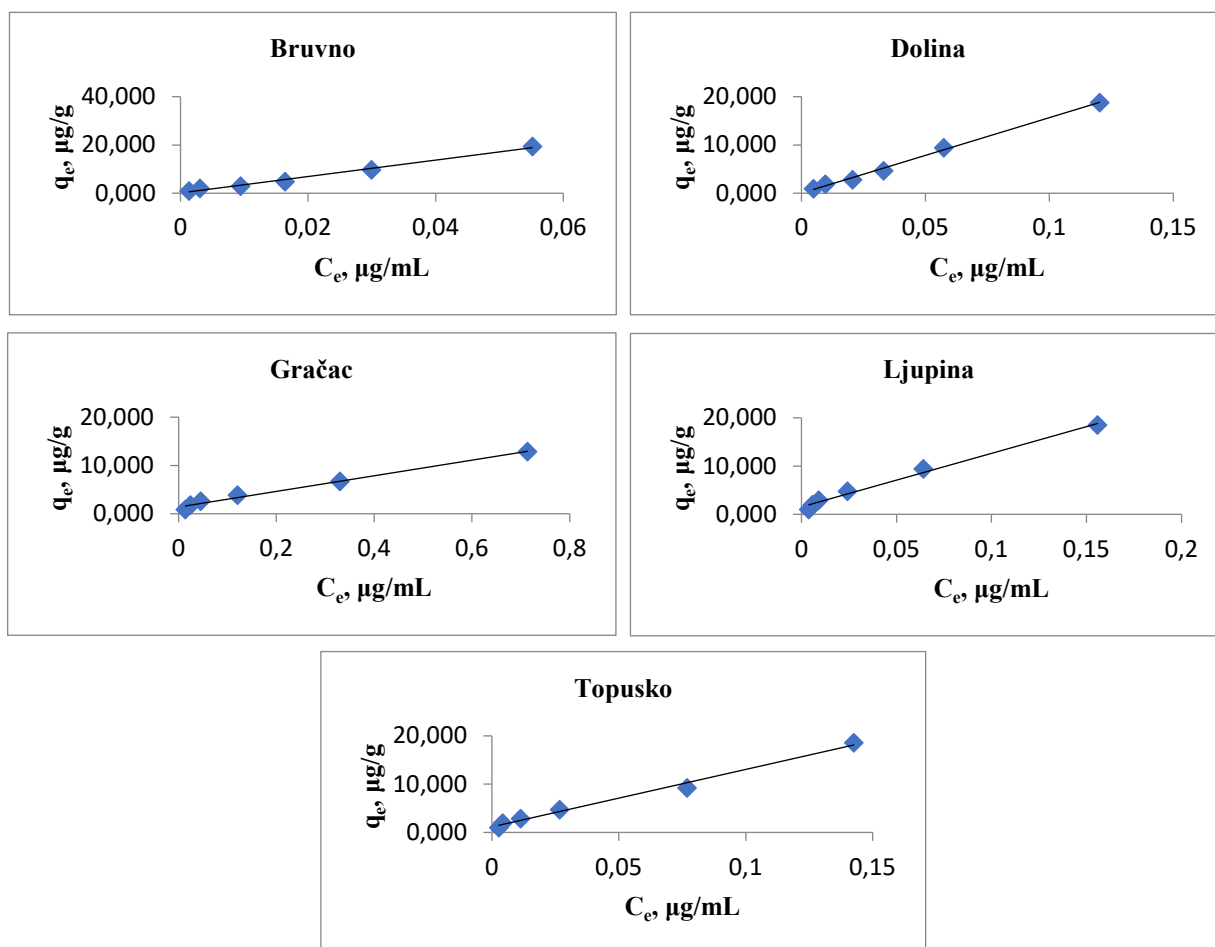 Bruvno
40,000
20,000
0,000
0 0,02 0,04 0,06
qe, µg/g
Ce, µg/mL
Dolina
20,000
10,000
0,000
0 0,05 0,1 0,15
qe, µg/g
Ce, µg/mL
Gračac
20,000
10,000
0,000
0 0,2 0,4 0,6 0,8
qe, µg/g
Ce, µg/mL
Ljupina
20,000
10,000
0,000
0 0,05 0,1 0,15 0,2
qe, µg/g
Ce, µg/mL
Topusko
20,000
10,000
0,000
0 0,05 0,1 0,15
qe, µg/g
Ce, µg/mL